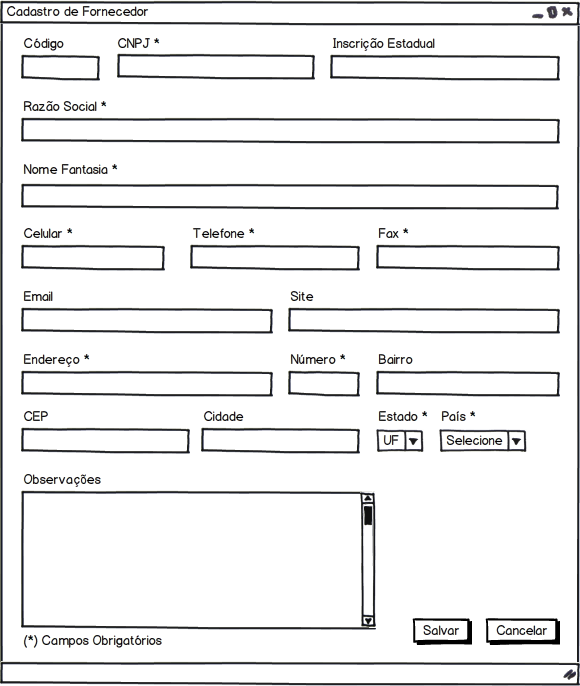 Cadastro de Fornecedor
Código CNPJ * Inscrição Estadual
Razão Social *
Nome Fantasia *
Celular * Telefone * Fax *
Email Site
Endereço * Número * Bairro
CEP Cidade Estado * País *
UF Selecione
Observações
Salvar Cancelar
(*) Campos Obrigatórios